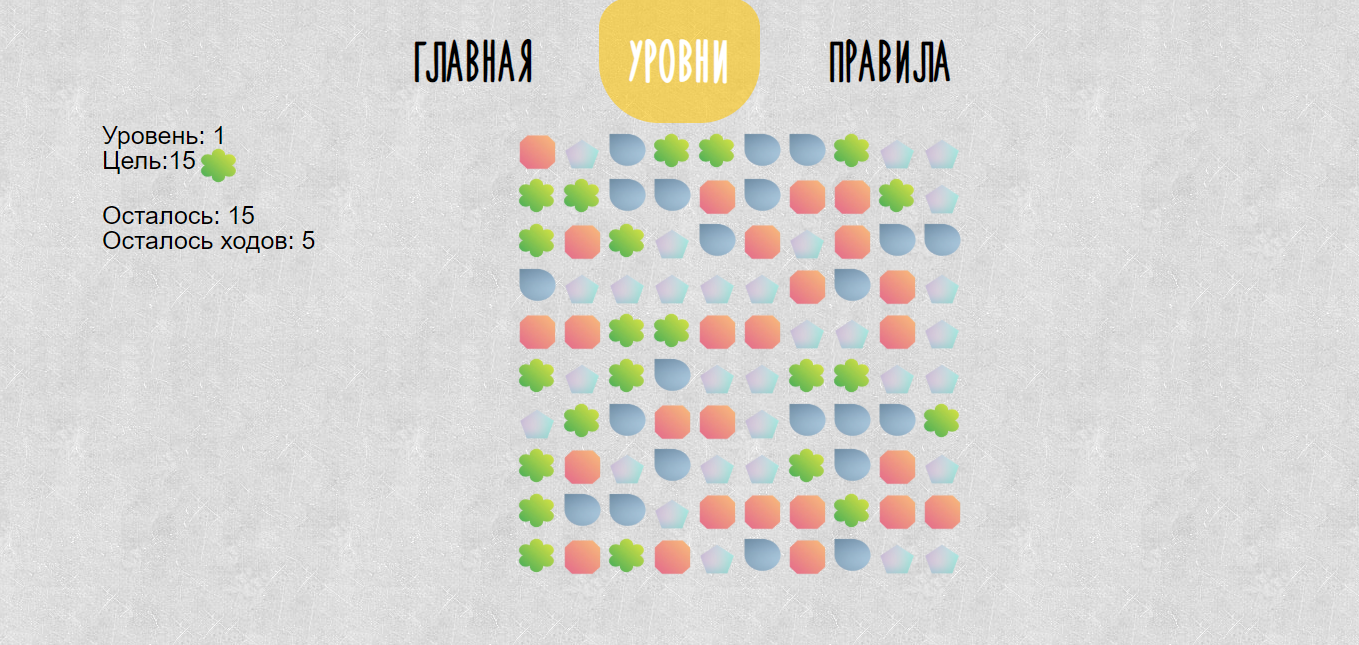 ГЛАВНАЯ УРОВНИ ПРАВИЛА
Уровень: 1
Цель:15
Осталось: 15
Осталось ходов: 5